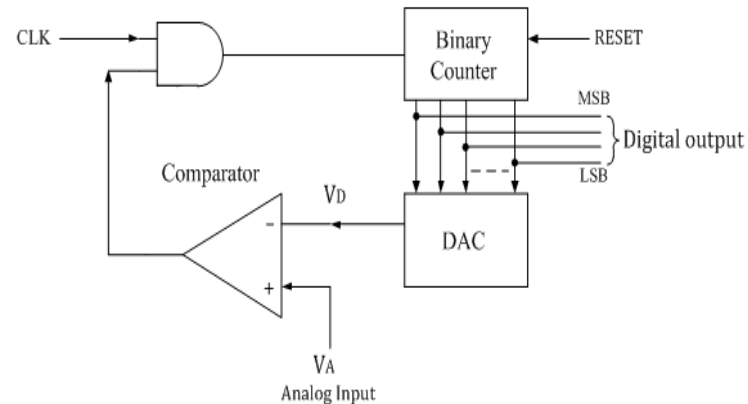 CLK
Binary
Counter
RESET
MSB
Digital output
LSB
Comparator
VD
DAC
-
+
VA
Analog Input